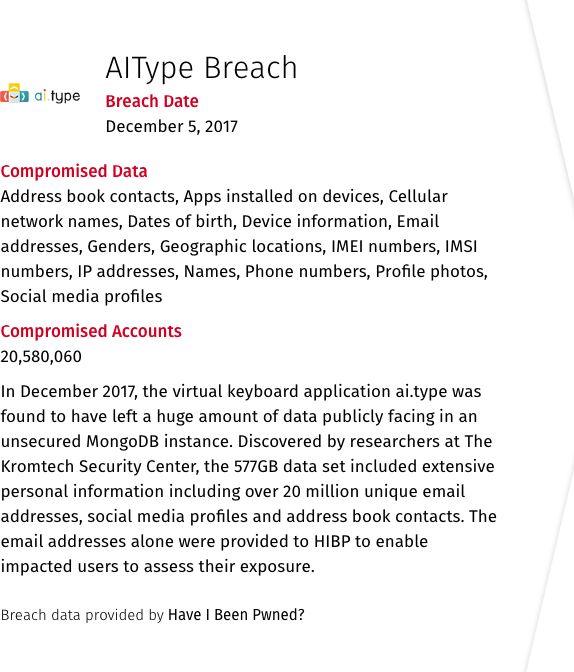 AIType Breach
ai.type
Breach Date
December 5, 2017
Compromised Data
Address book contacts, Apps installed on devices, Cellular
network names, Dates of birth, Device information, Email
addresses, Genders, Geographic locations, IMEI numbers, IMSI
numbers, IP addresses, Names, Phone numbers, Profile photos,
Social media profiles
Compromised Accounts
20,580,060
In December 2017, the virtual keyboard application ai.type was
found to have left a huge amount of data publicly facing in an
unsecured MongoDB instance. Discovered by researchers at The
Kromtech Security Center, the 577GB data set included extensive
personal information including over 20 million unique email
addresses, social media profiles and address book contacts. The
email addresses alone were provided to HIBP to enable
impacted users to assess their exposure.
Breach data provided by Have I Been Pwned?